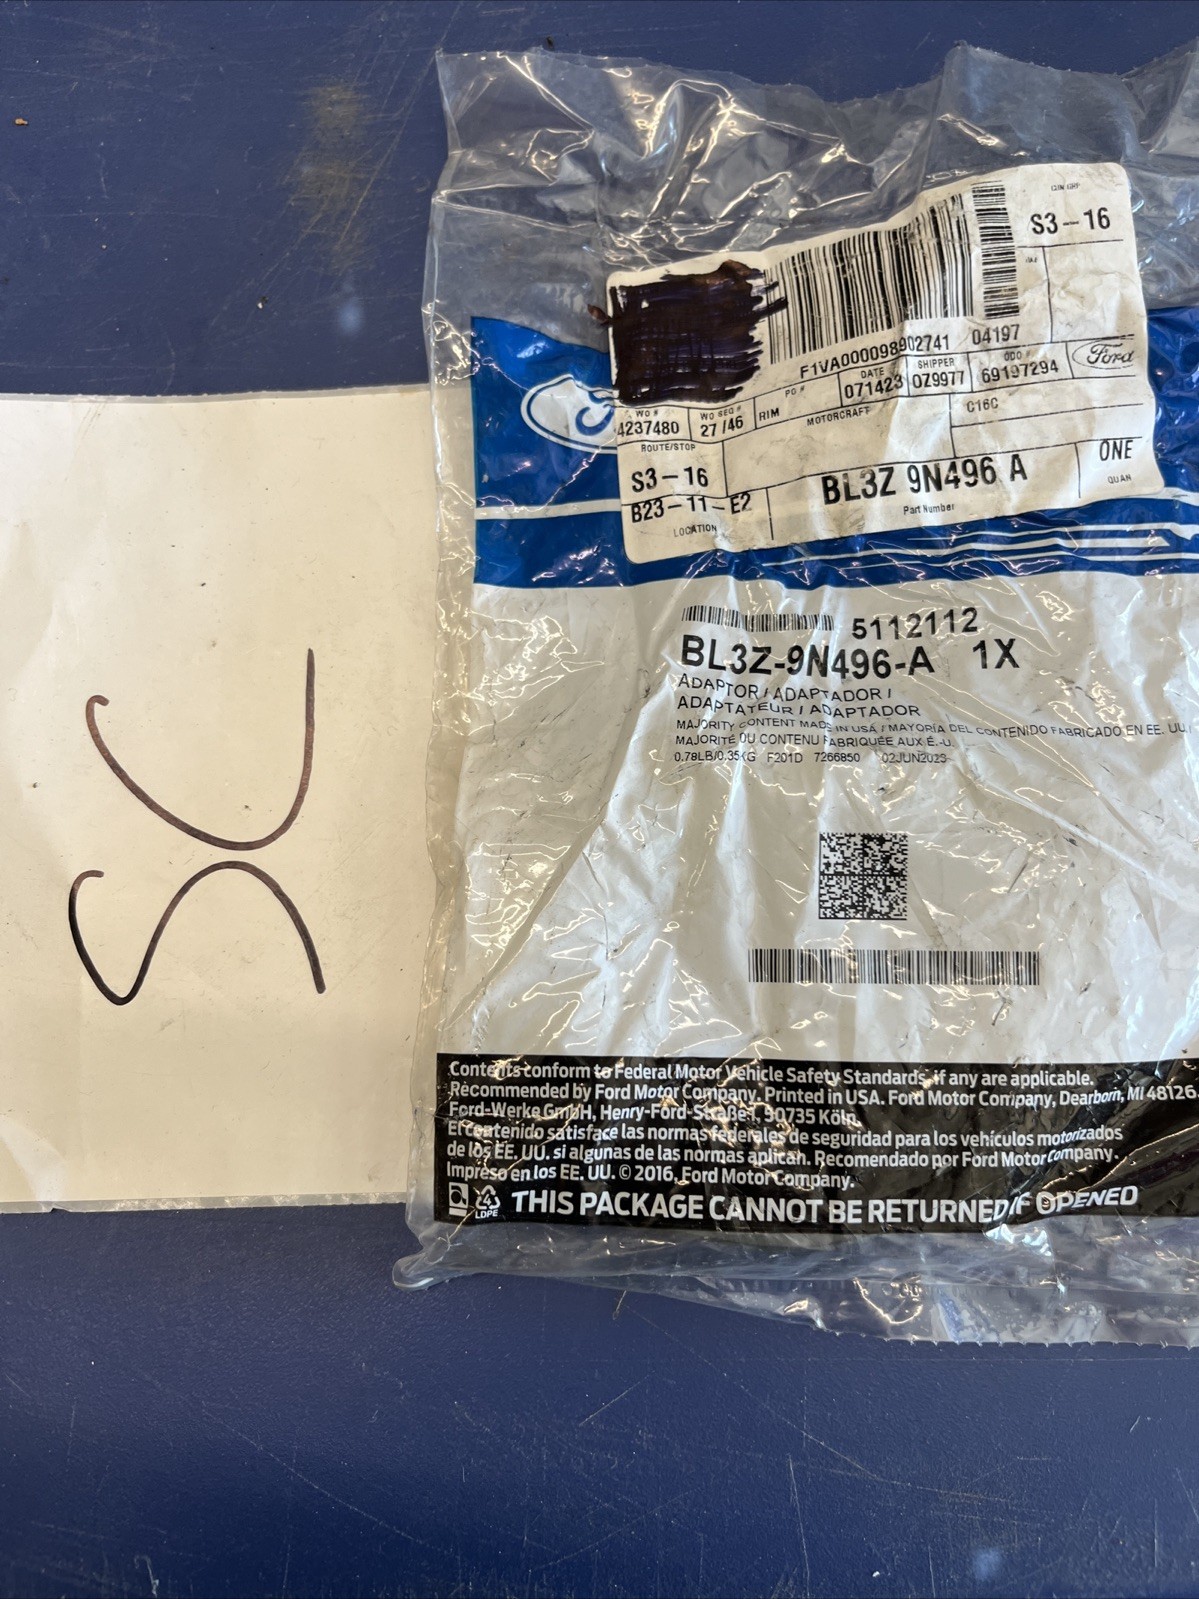 SC
CUN GRP
S3-16
F1VA000098902741 04197
PG #
DATE
071423
SHIPPER
0Z9977
ODO #
69197294
Ford
WO #
4237480
WO SEQ #
27/46
RIM
MOTORCRAFT
C16C
ROUTE/STOP
S3-16
BL3Z 9N496 A
Part Number
ONE
QUAN
B23-11-E2
LOCATION
5112112
BL3Z-9N496-A 1X
ADAPTOR / ADAPTADOR /
ADAPTATEUR / ADAPTADOR
MAJORITY CONTENT MADE IN USA / MAYORÍA DEL CONTENIDO FABRICADO EN EE. UU./
MAJORITÉ DU CONTENU FABRIQUÉE AUX É.-U.
0.78LB/0.35KG F201D 7266850 02JUN2023
Contents conform to Federal Motor Vehicle Safety Standards, if any are applicable.
Recommended by Ford Motor Company. Printed in USA. Ford Motor Company, Dearborn, MI 48126.
Ford-Werke GmbH, Henry-Ford-Straße 1, 50735 Köln
El contenido satisface las normas federales de seguridad para los vehículos motorizados
de los EE. UU. si algunas de las normas aplican. Recomendado por Ford Motor Company.
Impreso en los EE. UU. © 2016, Ford Motor Company.
LDPE
THIS PACKAGE CANNOT BE RETURNED IF OPENED